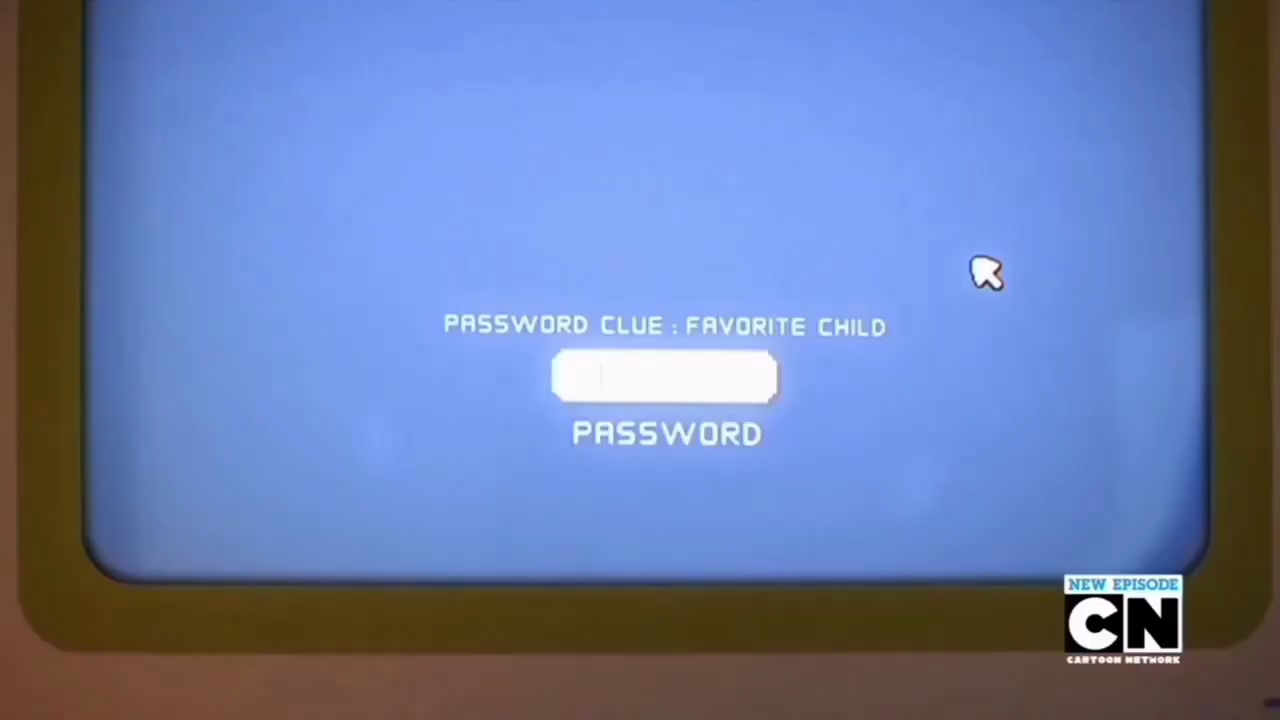 PASSWORD CLUE : FAVORITE CHILD
PASSWORD
NEW EPISODE
CN
CARTOON NETWORK